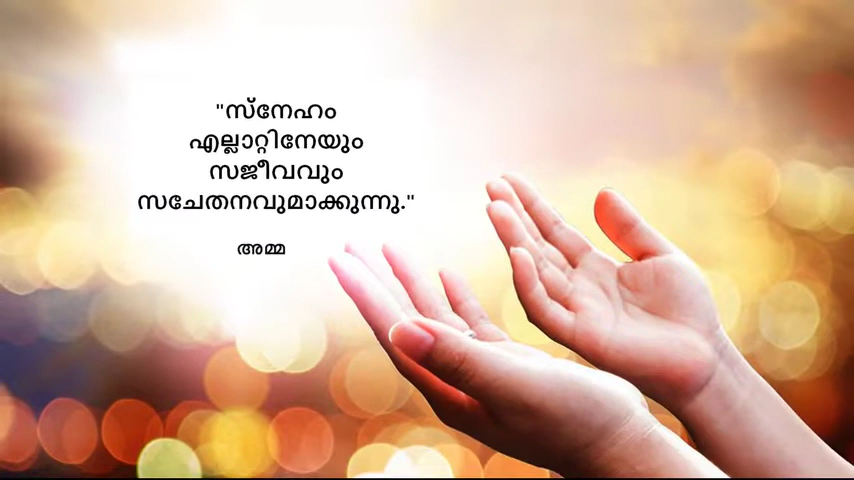 "സ്നേഹം
എല്ലാറ്റിനേയും
സജീവവും
സചേതനവുമാക്കുന്നു."
അമ്മ